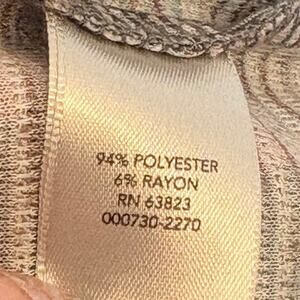 94% POLYESTER
6% RAYON
RN 63823
000730-2270